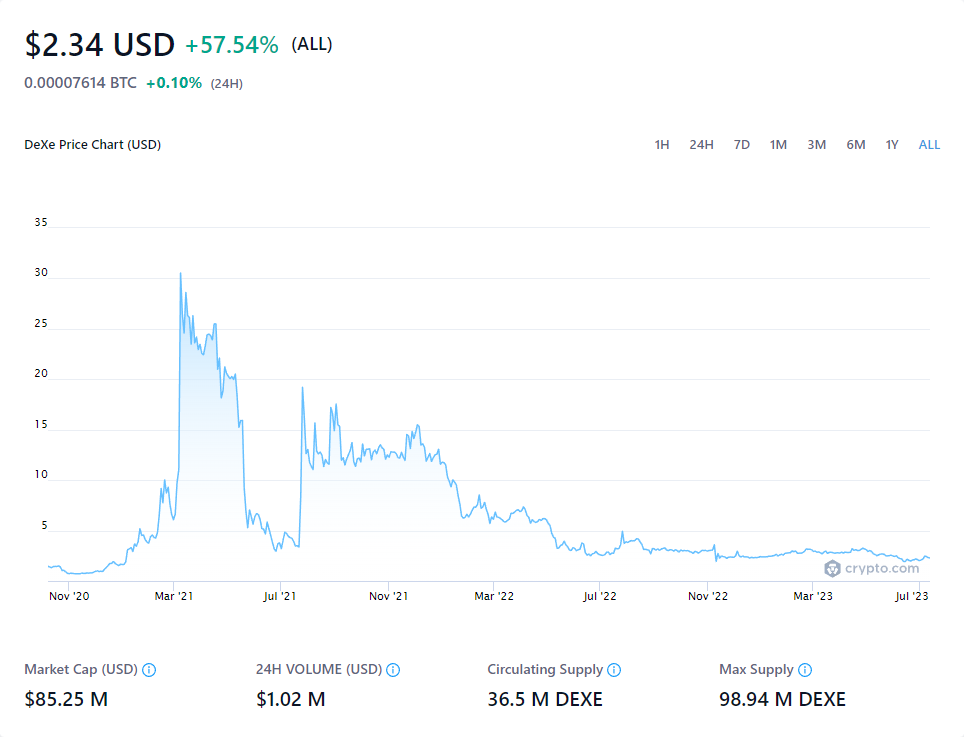 $2.34 USD +57.54% (ALL)
0.00007614 BTC +0.10% (24H)
DeXe Price Chart (USD) 1H 24H 7D 1M 3M 6M 1Y ALL
35
30
25
20
15
10
5
crypto.com
Nov '20 Mar '21 Jul '21 Nov '21 Mar '22 Jul '22 Nov '22 Mar '23 Jul '23
Market Cap (USD) 24H VOLUME (USD) Circulating Supply Max Supply
$85.25 M $1.02 M 36.5 M DEXE 98.94 M DEXE